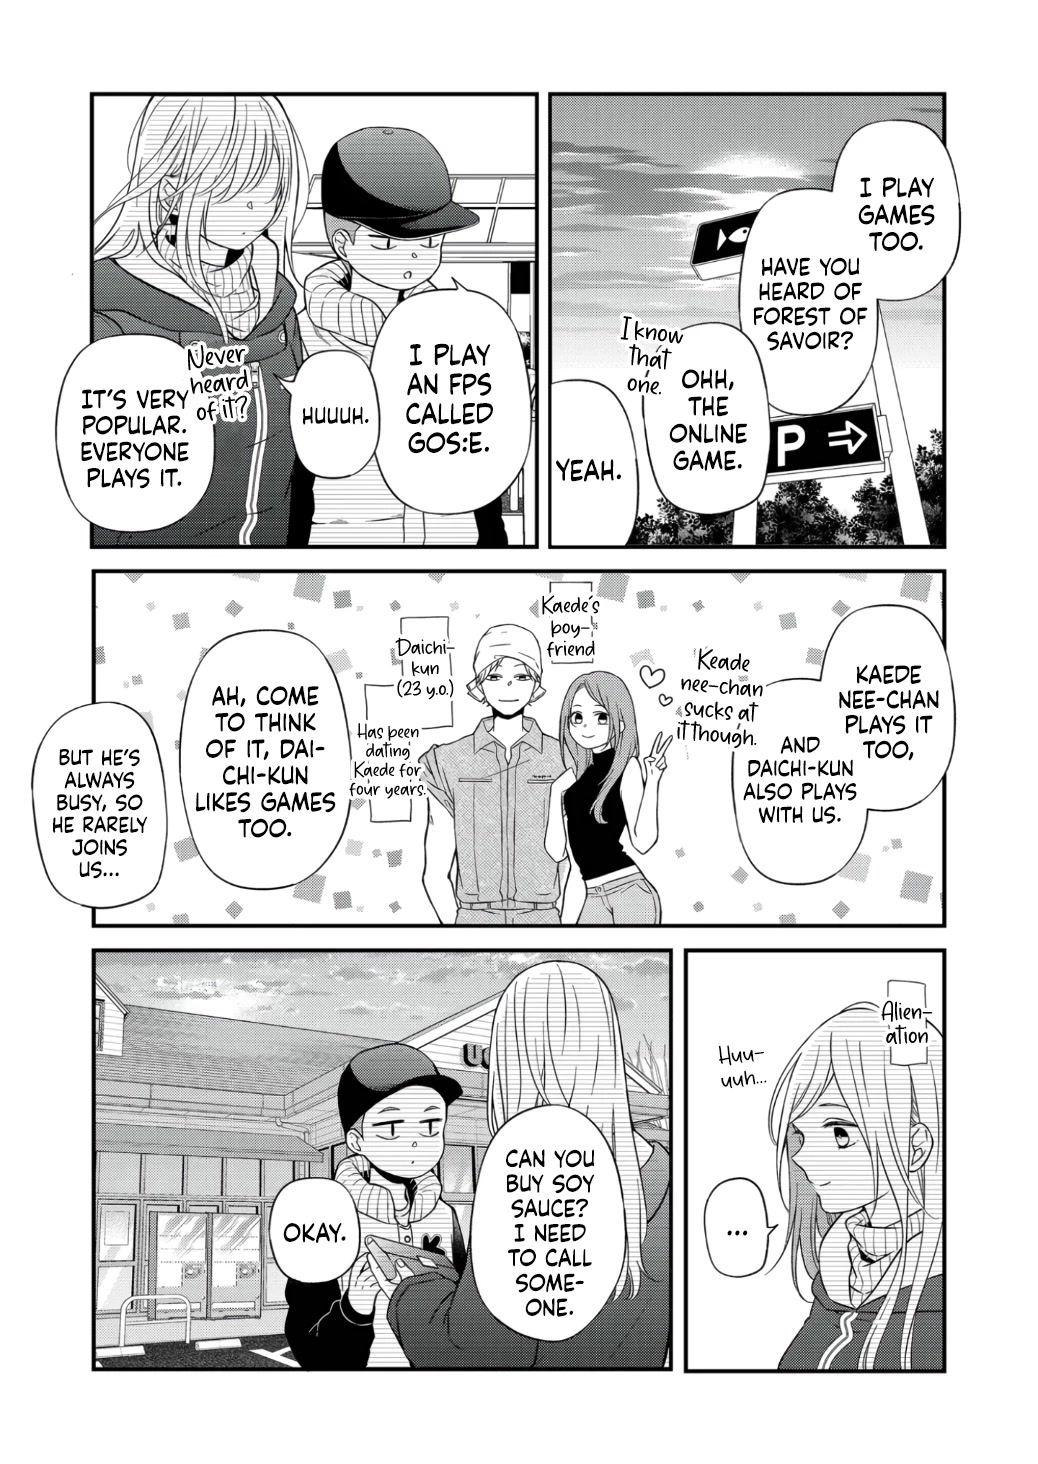 I PLAY
GAMES
TOO.
HAVE YOU
HEARD OF
FOREST OF
SAVOIR?
I know
that
one.
OHH,
THE
ONLINE
GAME.
YEAH.
P
I PLAY
AN FPS
CALLED
GOS:E.
HUUUH.
Never
heard
of it?
IT'S VERY
POPULAR.
EVERYONE
PLAYS IT.
KAEDE
NEE-CHAN
PLAYS IT
TOO,
AND
DAICHI-KUN
ALSO PLAYS
WITH US.
Keade
nee-chan
sucks at
it though.
Kaede's
boy-
friend
Daichi-
kun
(23 y.o.)
Has been
dating
Kaede for
four years.
AH, COME
TO THINK
OF IT, DAI-
CHI-KUN
LIKES GAMES
TOO.
BUT HE'S
ALWAYS
BUSY, SO
HE RARELY
JOINS
US...
Alien-
ation
Huu-
uuh...
...
CAN YOU
BUY SOY
SAUCE?
I NEED
TO CALL
SOME-
ONE.
OKAY.
K